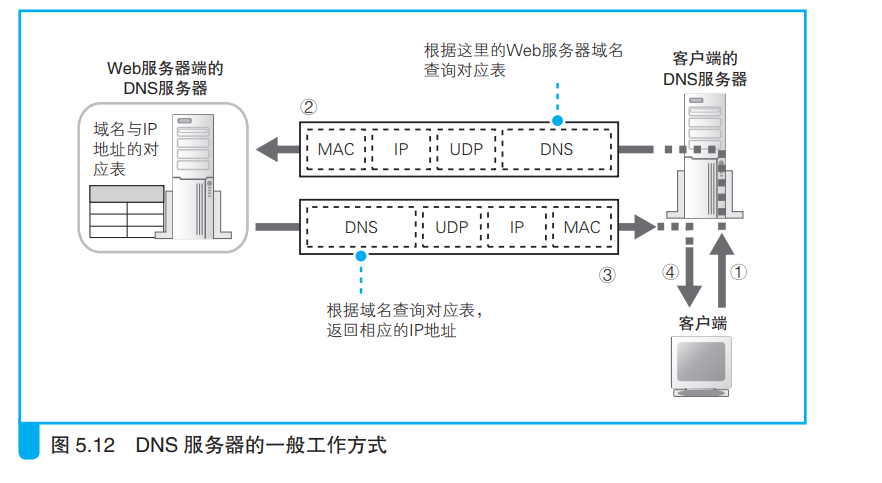 根据这里的Web服务器域名
查询对应表
客户端的
DNS服务器
Web服务器端的
DNS服务器
②
域名与IP
地址的对
应表
MAC IP UDP DNS
DNS UDP IP MAC
③
④ ①
根据域名查询对应表，
返回相应的IP地址
客户端
图 5.12 DNS 服务器的一般工作方式